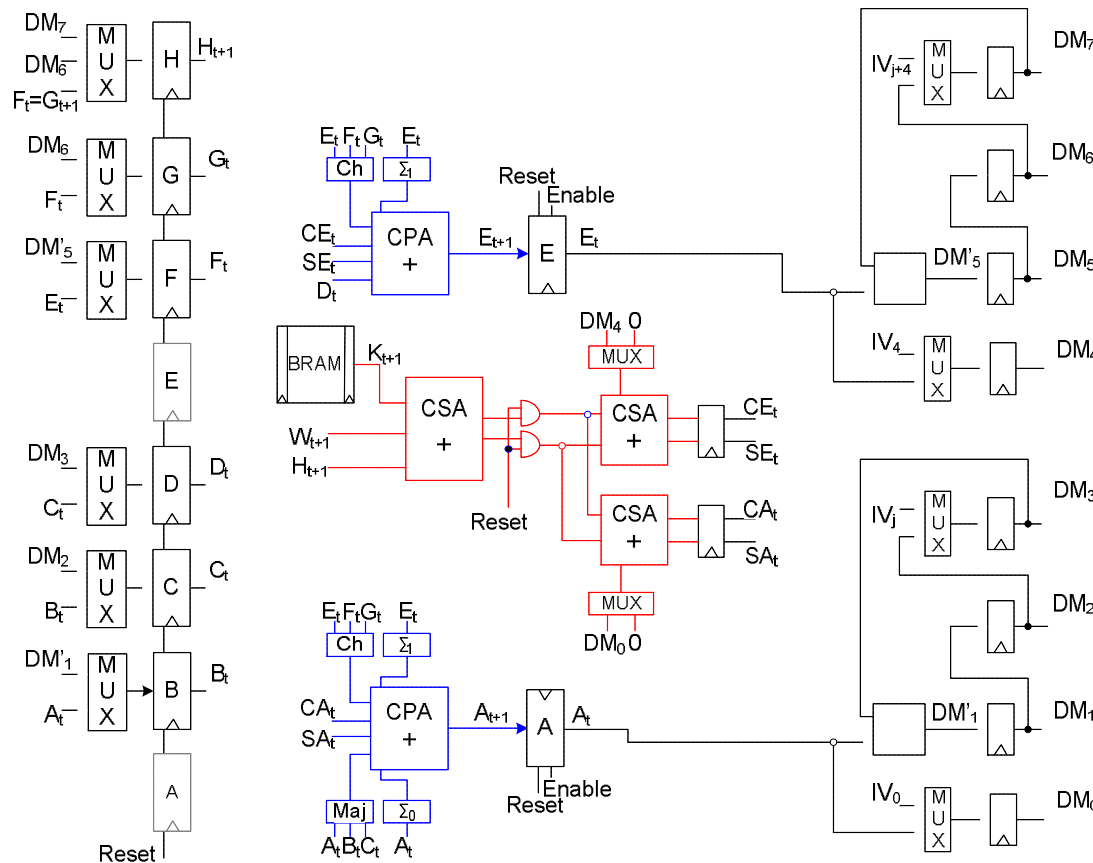 DM₇
MUX
H
Hₜ₊₁
DM₆
Fₜ=Gₜ₊₁
DM₆
MUX
G
Gₜ
Fₜ
DM'₅
MUX
F
Fₜ
Eₜ
E
DM₃
MUX
D
Dₜ
Cₜ
DM₂
MUX
C
Cₜ
Bₜ
DM'₁
MUX
B
Bₜ
Aₜ
A
Reset
Eₜ Fₜ Gₜ Eₜ
Ch Σ₁
Reset
Enable
CEₜ
SEₜ
Dₜ
CPA
+
Eₜ₊₁
E
Eₜ
BRAM
Kₜ₊₁
Wₜ₊₁
Hₜ₊₁
CSA
+
Reset
DM₄ 0
MUX
CSA
+
CEₜ
SEₜ
CSA
+
CAₜ
SAₜ
MUX
DM₀ 0
Eₜ Fₜ Gₜ Eₜ
Ch Σ₁
CAₜ
SAₜ
CPA
+
Aₜ₊₁
A
Aₜ
Enable
Reset
Maj Σ₀
Aₜ Bₜ Cₜ Aₜ
IVⱼ₊₄
MUX
DM₇
DM₆
DM'₅
DM₅
IV₄
MUX
DM₄
IVⱼ
MUX
DM₃
DM₂
DM'₁
DM₁
IV₀
MUX
DM₀